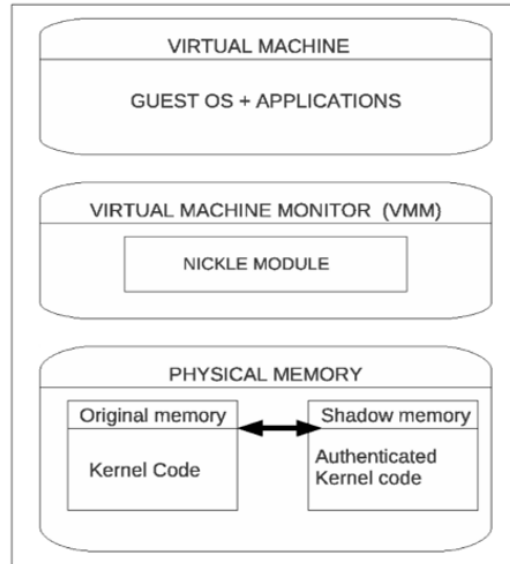 VIRTUAL MACHINE
GUEST OS + APPLICATIONS
VIRTUAL MACHINE MONITOR (VMM)
NICKLE MODULE
PHYSICAL MEMORY
Original memory
Kernel Code
Shadow memory
Authenticated
Kernel code